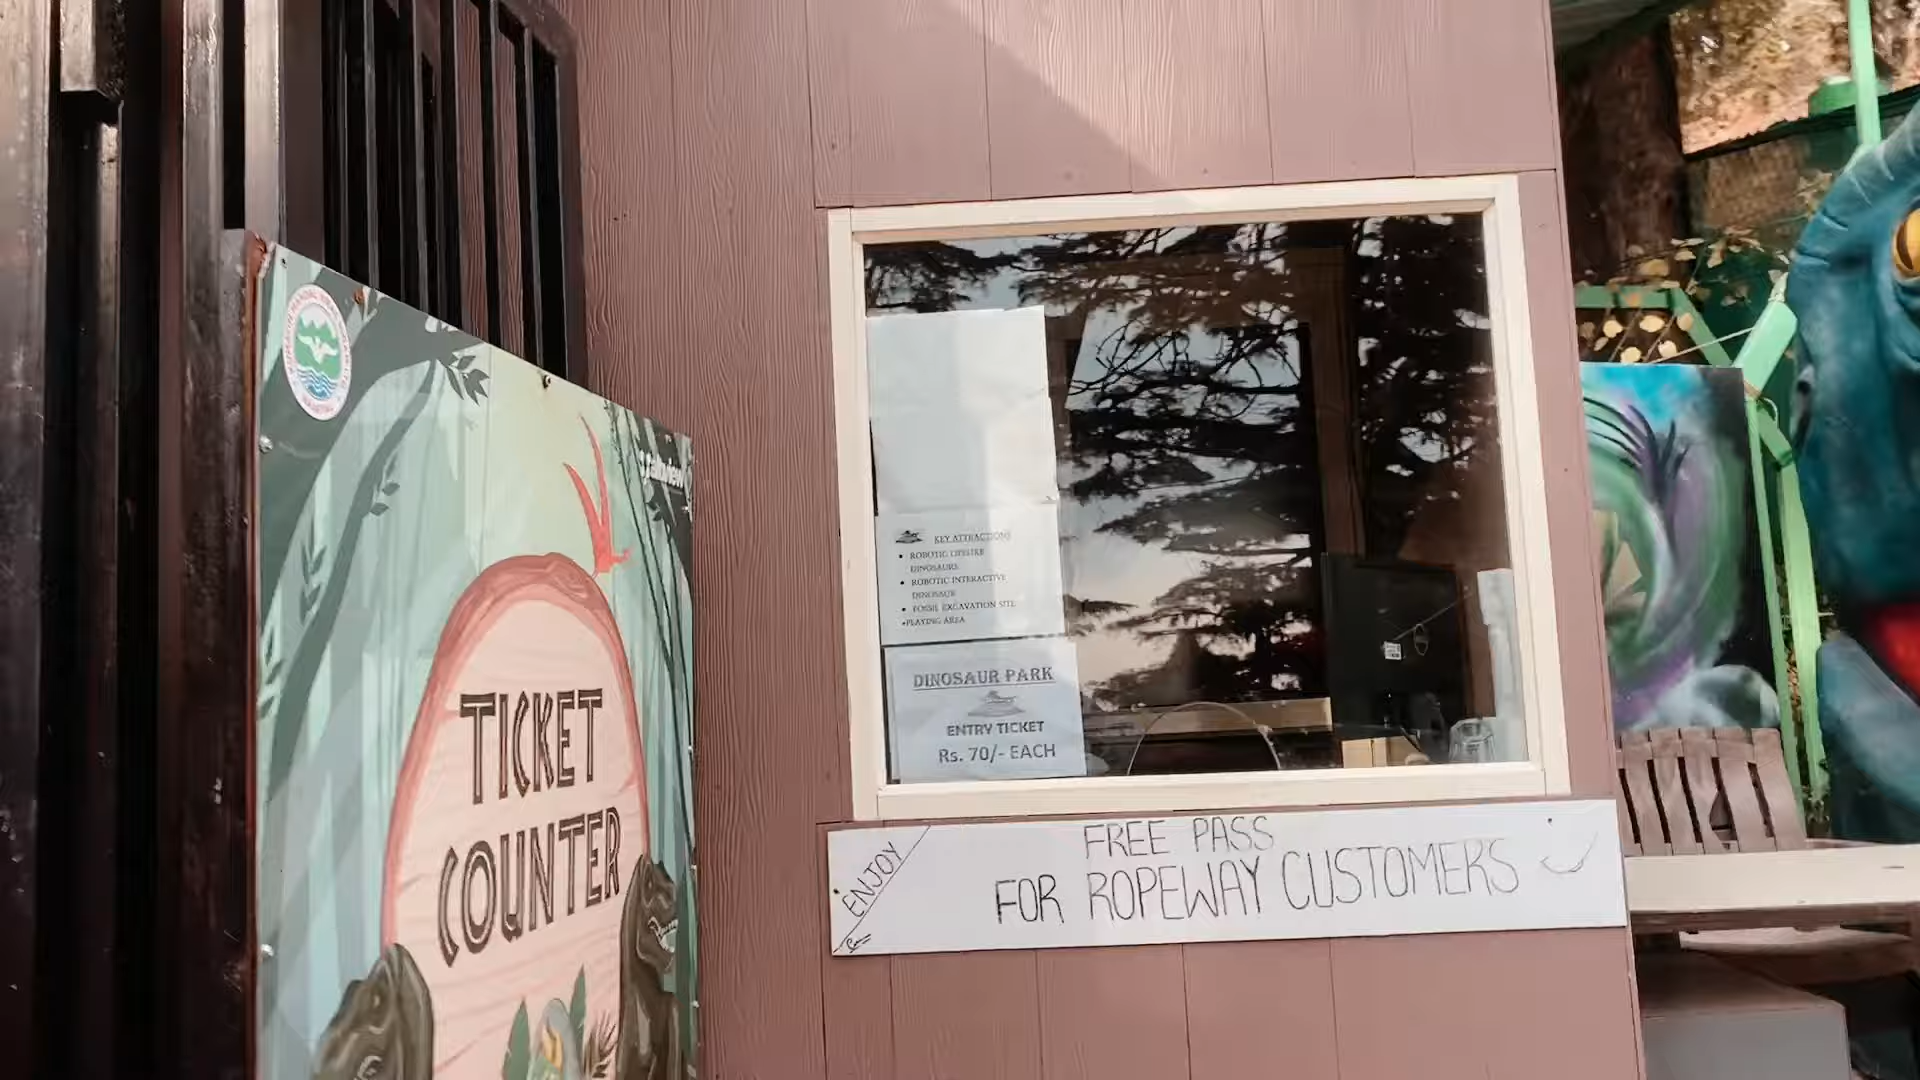 TICKET
COUNTER
KEY ATTRACTIONS
• ROBOTIC LIFELIKE
DINOSAURS
• ROBOTIC INTERACTIVE
DINOSAUR
• FOSSIL EXCAVATION SITE
•PLAYING AREA
DINOSAUR PARK
ENTRY TICKET
Rs. 70/- EACH
ENJOY
FREE PASS
FOR ROPEWAY CUSTOMERS